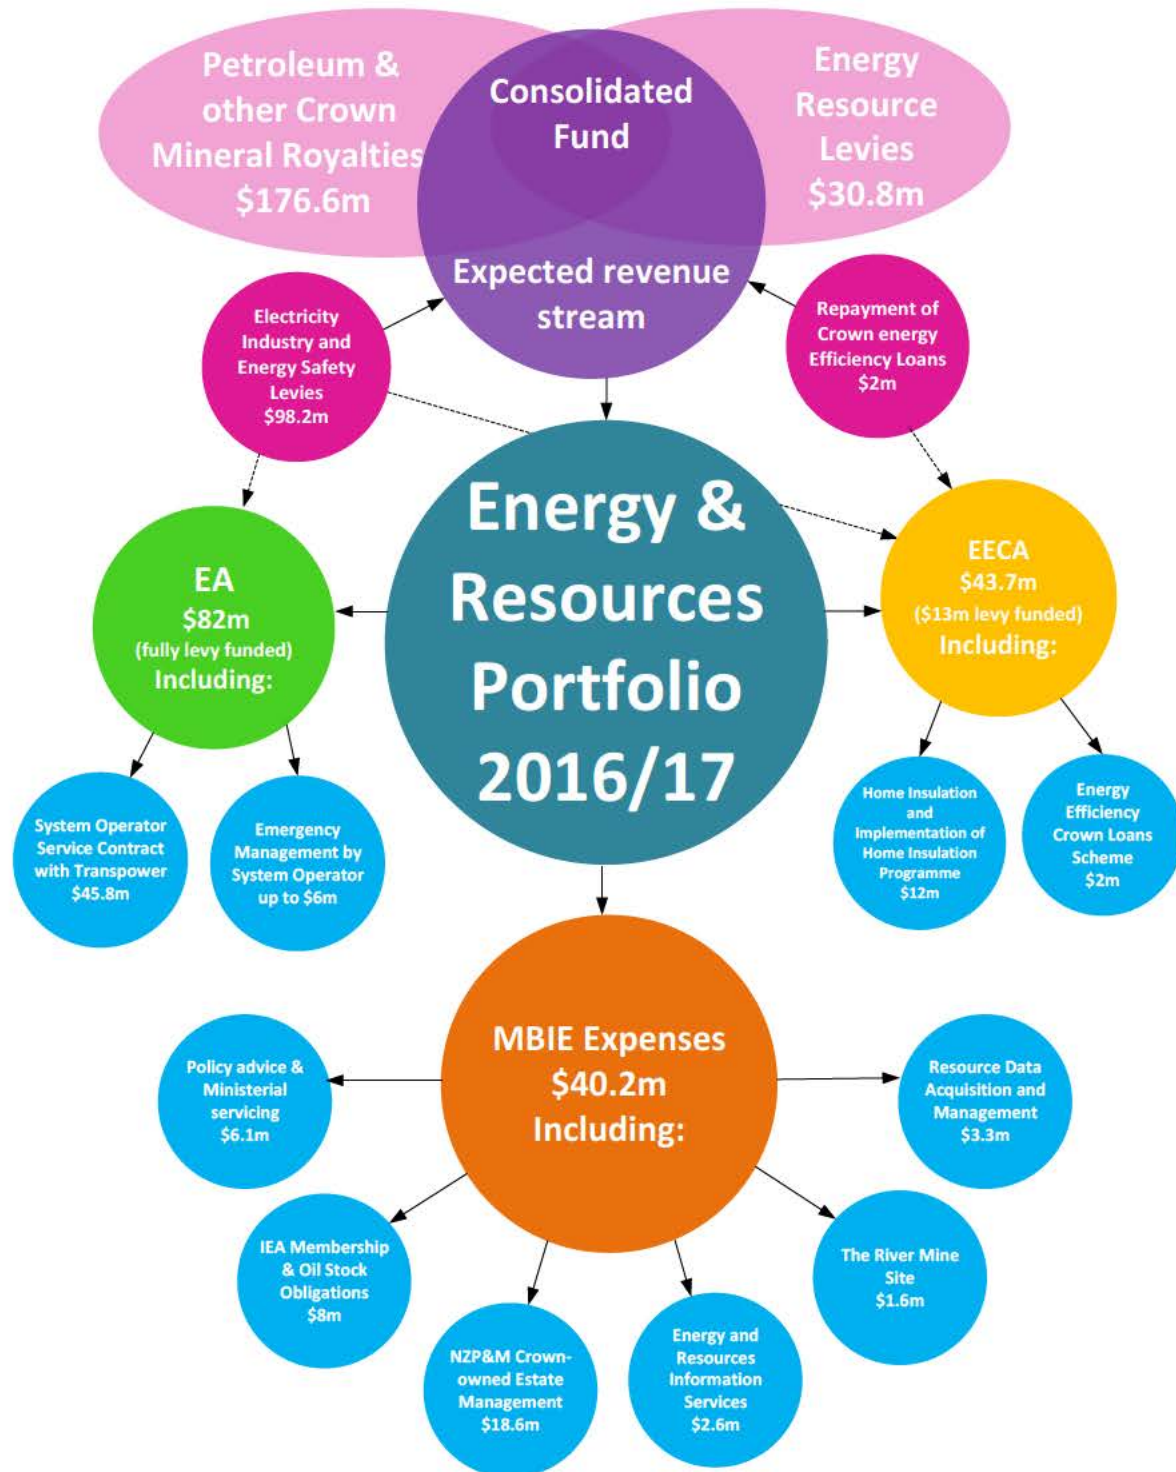 Petroleum &
other Crown
Mineral Royalties
$176.6m
Consolidated
Fund
Expected revenue
stream
Energy
Resource
Levies
$30.8m
Electricity
Industry and
Energy Safety
Levies
$98.2m
Repayment of
Crown energy
Efficiency Loans
$2m
Energy &
Resources
Portfolio
2016/17
EA
$82m
(fully levy funded)
Including:
EECA
$43.7m
($13m levy funded)
Including:
System Operator
Service Contract
with Transpower
$45.8m
Emergency
Management by
System Operator
up to $6m
Home Insulation
and
Implementation of
Home Insulation
Programme
$12m
Energy
Efficiency
Crown Loans
Scheme
$2m
MBIE Expenses
$40.2m
Including:
Policy advice &
Ministerial
servicing
$6.1m
Resource Data
Acquisition and
Management
$3.3m
IEA Membership
& Oil Stock
Obligations
$8m
The River Mine
Site
$1.6m
NZP&M Crown-
owned Estate
Management
$18.6m
Energy and
Resources
Information
Services
$2.6m